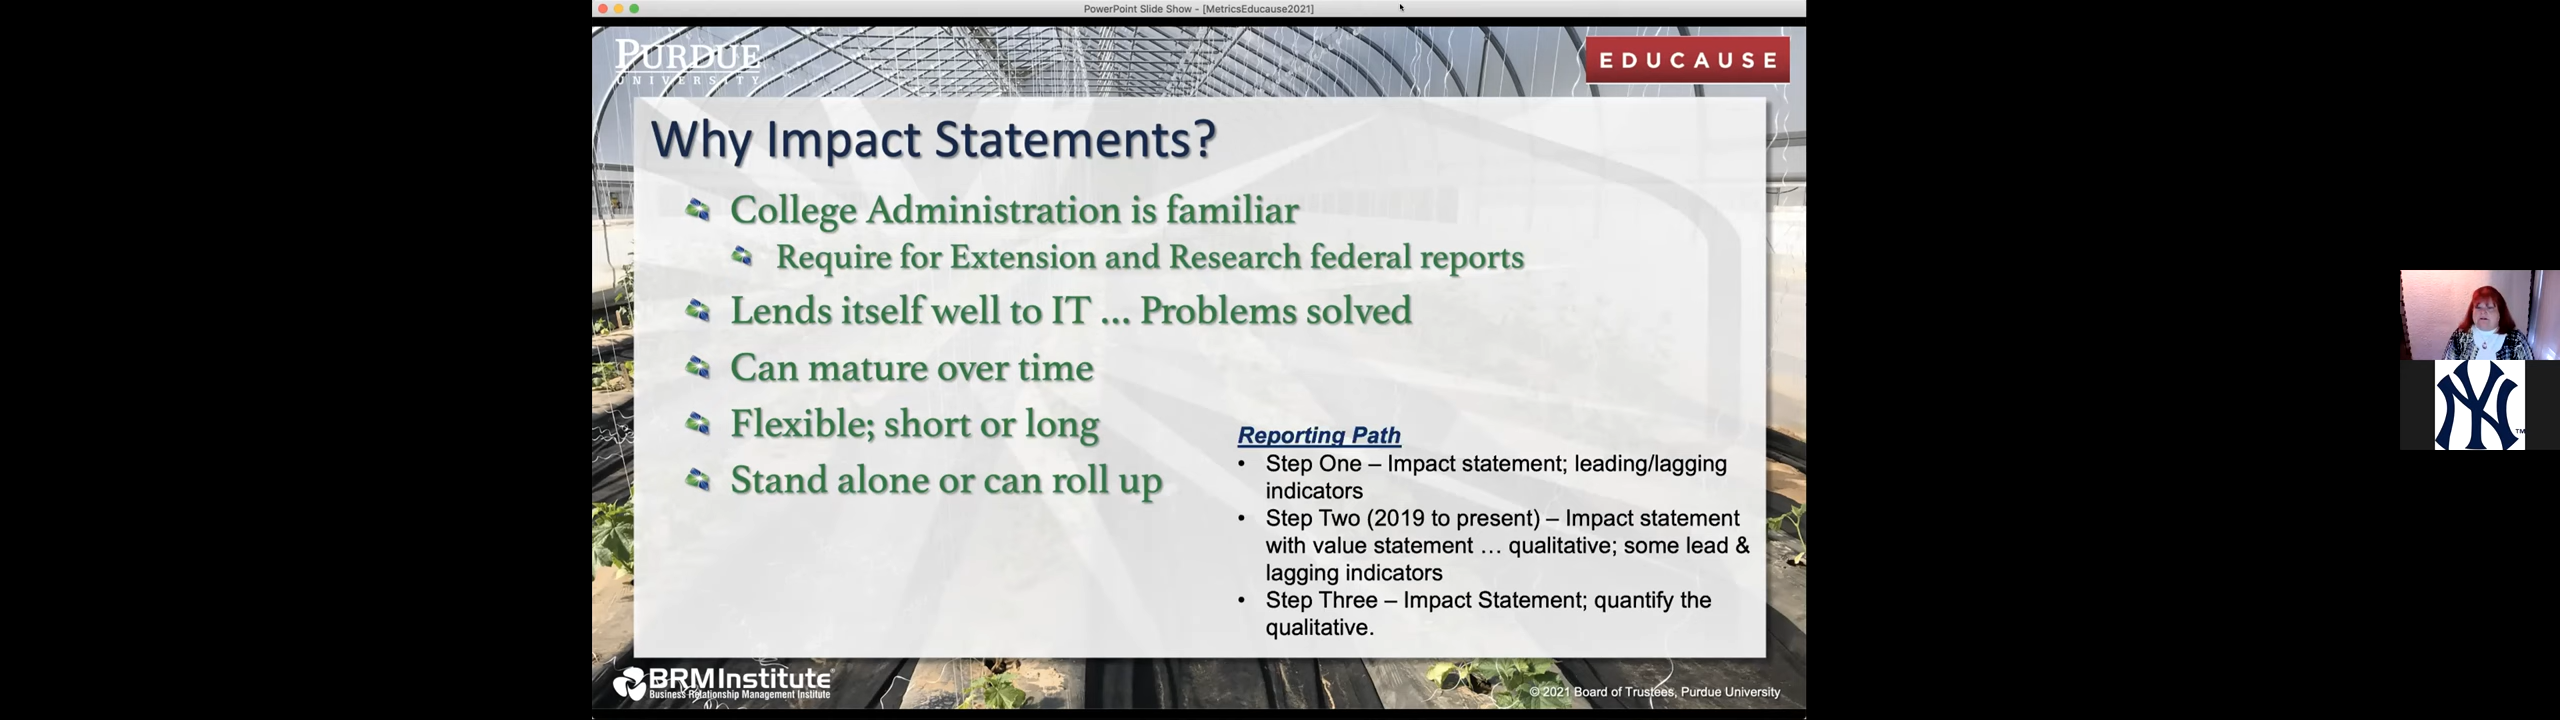 PowerPoint Slide Show - [MetricsEducause2021]
PURDUE
UNIVERSITY
EDUCAUSE
Why Impact Statements?
College Administration is familiar
Require for Extension and Research federal reports
Lends itself well to IT ... Problems solved
Can mature over time
Flexible; short or long
Stand alone or can roll up
Reporting Path
• Step One – Impact statement; leading/lagging
indicators
• Step Two (2019 to present) – Impact statement
with value statement … qualitative; some lead &
lagging indicators
• Step Three – Impact Statement; quantify the
qualitative.
BRMInstitute®
Business Relationship Management Institute
© 2021 Board of Trustees, Purdue University
NY
TM